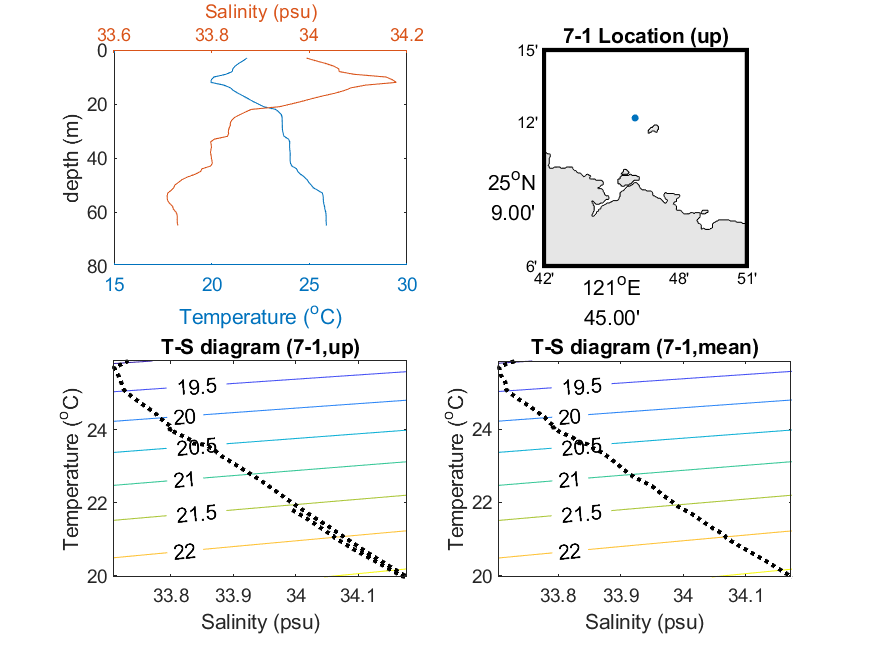 Salinity (psu)
33.6 33.8 34 34.2
0
20
40
60
80
depth (m)
15 20 25 30
Temperature (°C)
7-1 Location (up)
15'
12'
25°N
9.00'
6'
42' 48' 51'
121°E
45.00'
T-S diagram (7-1,up)
19.5
20
20.5
21
21.5
22
24
22
20
Temperature (°C)
33.8 33.9 34 34.1
Salinity (psu)
T-S diagram (7-1,mean)
19.5
20
20.5
21
21.5
22
24
22
20
Temperature (°C)
33.8 33.9 34 34.1
Salinity (psu)